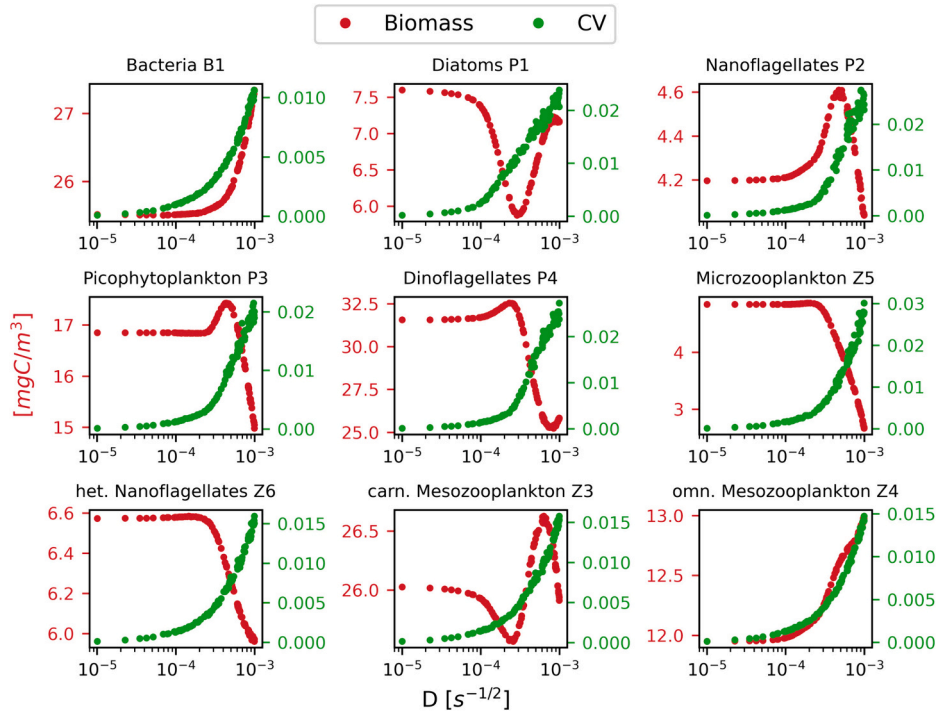 Biomass CV
Bacteria B1 Diatoms P1 Nanoflagellates P2
27 26 0.010 0.005 0.000 7.5 7.0 6.5 6.0 0.02 0.01 0.00 4.6 4.4 4.2 0.02 0.01 0.00
10⁻⁵ 10⁻⁴ 10⁻³ 10⁻⁵ 10⁻⁴ 10⁻³ 10⁻⁵ 10⁻⁴ 10⁻³
Picophytoplankton P3 Dinoflagellates P4 Microzooplankton Z5
[mgC/m³]
17 16 15 0.02 0.01 0.00 32.5 30.0 27.5 25.0 0.02 0.01 0.00 4 3 0.03 0.02 0.01 0.00
10⁻⁵ 10⁻⁴ 10⁻³ 10⁻⁵ 10⁻⁴ 10⁻³ 10⁻⁵ 10⁻⁴ 10⁻³
het. Nanoflagellates Z6 carn. Mesozooplankton Z3 omn. Mesozooplankton Z4
6.6 6.4 6.2 6.0 0.015 0.010 0.005 0.000 26.5 26.0 0.015 0.010 0.005 0.000 13.0 12.5 12.0 0.015 0.010 0.005 0.000
10⁻⁵ 10⁻⁴ 10⁻³ 10⁻⁵ 10⁻⁴ 10⁻³ 10⁻⁵ 10⁻⁴ 10⁻³
D [s⁻¹/²]